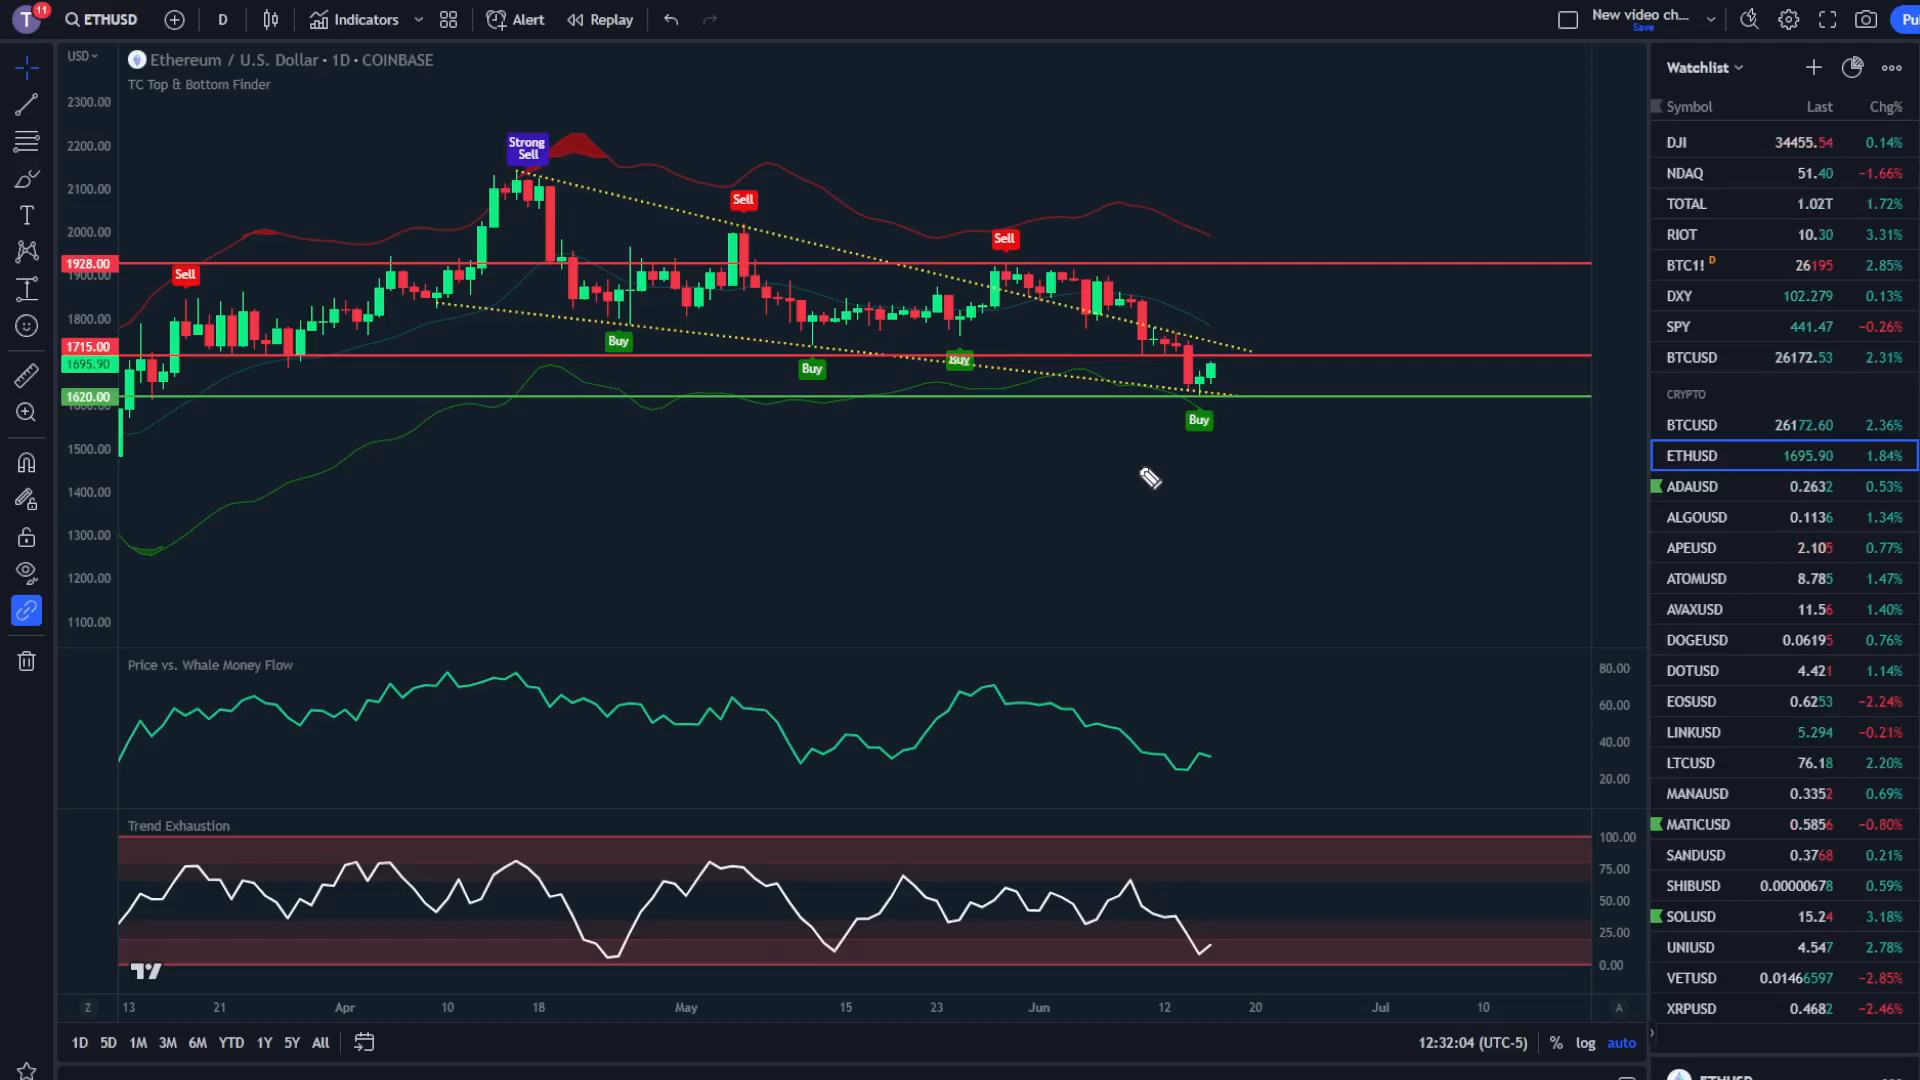 T 11 ETHUSD D Indicators Alert Replay New video ch... Save
USD Ethereum / U.S. Dollar · 1D · COINBASE
TC Top & Bottom Finder
2300.00
2200.00
2100.00
2000.00
1928.00
1900.00
1800.00
1715.00
1695.90
1620.00
1500.00
1400.00
1300.00
1200.00
1100.00
Sell
Strong
Sell
Sell
Sell
Buy
Buy
Buy
Buy
Price vs. Whale Money Flow
80.00
60.00
40.00
20.00
Trend Exhaustion
100.00
75.00
50.00
25.00
0.00
Z 13 21 Apr 10 18 May 15 23 Jun 12 20 Jul 10 A
1D 5D 1M 3M 6M YTD 1Y 5Y All 12:32:04 (UTC-5) % log auto
Watchlist
Symbol Last Chg%
DJI 34455.54 0.14%
NDAQ 51.40 −1.66%
TOTAL 1.02T 1.72%
RIOT 10.30 3.31%
BTC1! D 26195 2.85%
DXY 102.279 0.13%
SPY 441.47 −0.26%
BTCUSD 26172.53 2.31%
CRYPTO
BTCUSD 26172.60 2.36%
ETHUSD 1695.90 1.84%
ADAUSD 0.2632 0.53%
ALGOUSD 0.1136 1.34%
APEUSD 2.105 0.77%
ATOMUSD 8.785 1.47%
AVAXUSD 11.56 1.40%
DOGEUSD 0.06195 0.76%
DOTUSD 4.421 1.14%
EOSUSD 0.6253 −2.24%
LINKUSD 5.294 −0.21%
LTCUSD 76.18 2.20%
MANAUSD 0.3352 0.69%
MATICUSD 0.5856 −0.80%
SANDUSD 0.3768 0.21%
SHIBUSD 0.00000678 0.59%
SOLUSD 15.24 3.18%
UNIUSD 4.547 2.78%
VETUSD 0.01466597 −2.85%
XRPUSD 0.4682 −2.46%